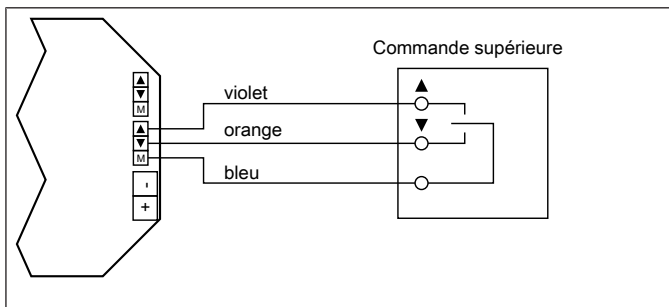 Commande supérieure
▲
▼
M
▲
▼
M
-
+
violet
orange
bleu
▲
▼